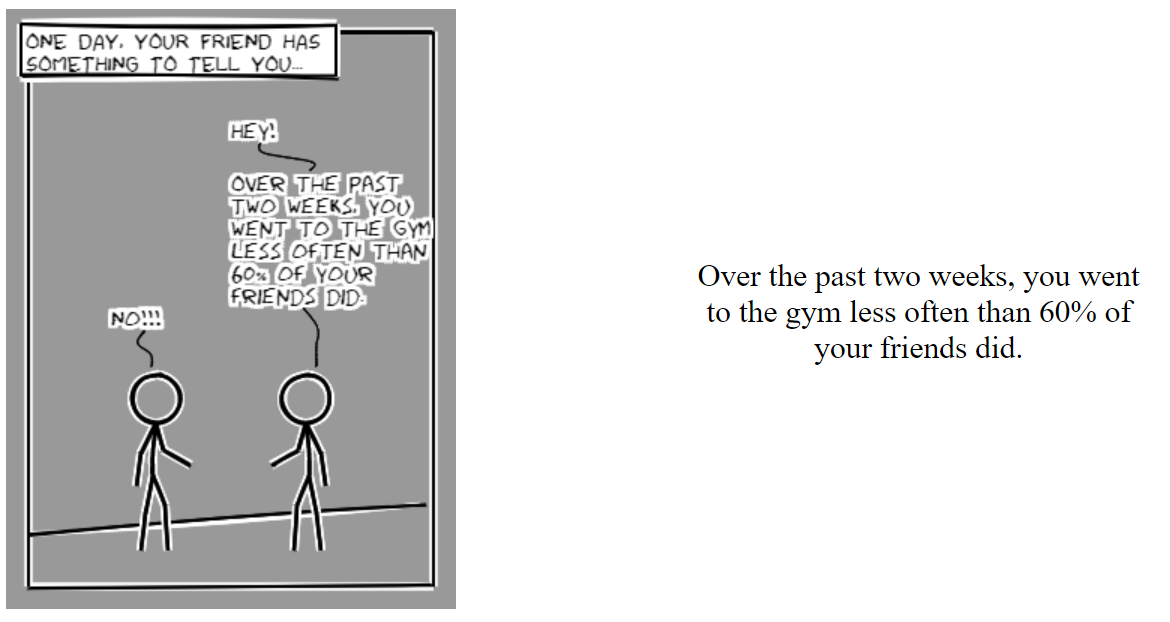 ONE DAY, YOUR FRIEND HAS
SOMETHING TO TELL YOU...
HEY!
OVER THE PAST
TWO WEEKS, YOU
WENT TO THE GYM
LESS OFTEN THAN
60% OF YOUR
FRIENDS DID.
NO!!!
Over the past two weeks, you went
to the gym less often than 60% of
your friends did.